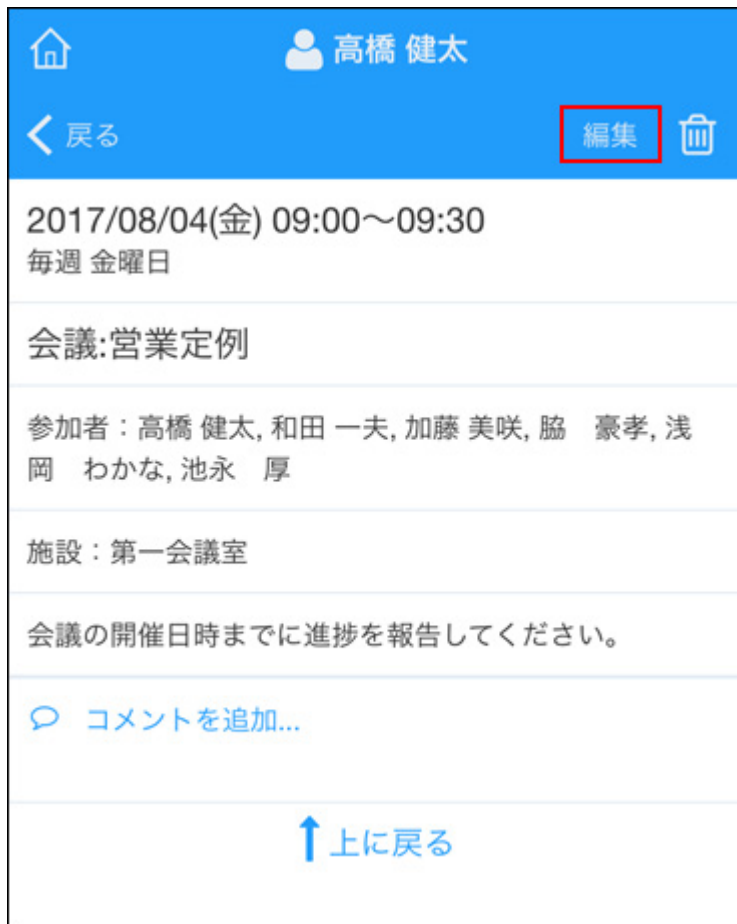 高橋 健太
戻る
編集
2017/08/04(金) 09:00～09:30
毎週 金曜日
会議:営業定例
参加者：高橋 健太, 和田 一夫, 加藤 美咲, 脇　豪孝, 浅
岡　わかな, 池永　厚
施設：第一会議室
会議の開催日時までに進捗を報告してください。
コメントを追加...
上に戻る